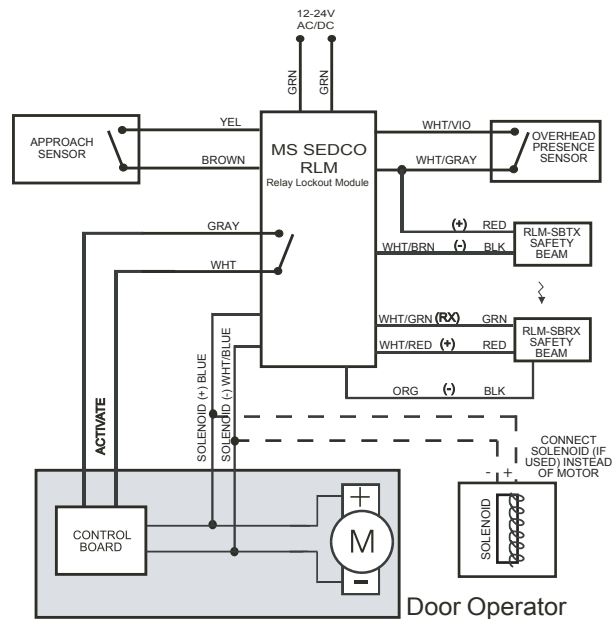 12-24V
AC/DC
GRN
GRN
YEL
BROWN
APPROACH
SENSOR
MS SEDCO
RLM
Relay Lockout Module
WHT/VIO
WHT/GRAY
OVERHEAD
PRESENCE
SENSOR
GRAY
WHT
(+) RED
WHT/BRN (-) BLK
RLM-SBTX
SAFETY
BEAM
WHT/GRN (RX) GRN
WHT/RED (+) RED
RLM-SBRX
SAFETY
BEAM
ORG (-) BLK
ACTIVATE
SOLENOID (+) BLUE
SOLENOID (-) WHT/BLUE
CONNECT
SOLENOID (IF
USED) INSTEAD
OF MOTOR
- +
SOLENOID
CONTROL
BOARD
+
M
-
Door Operator